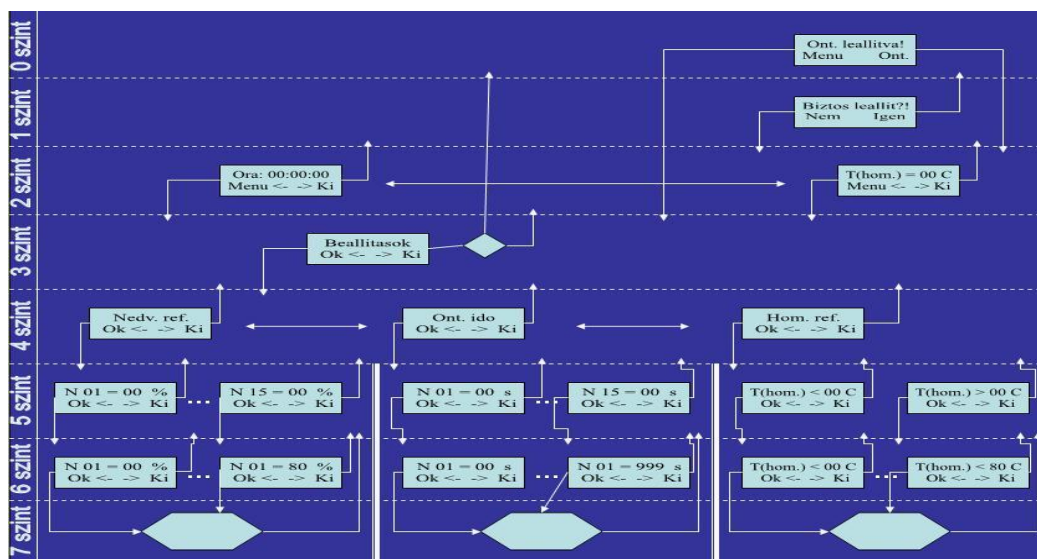 0 szint
Ont. leallitva!
Menu Ont.
1 szint
Biztos leallit?!
Nem Igen
2 szint
Ora: 00:00:00
Menu <- -> Ki
T(hom.) = 00 C
Menu <- -> Ki
3 szint
Beallitasok
Ok <- -> Ki
4 szint
Nedv. ref.
Ok <- -> Ki
Ont. ido
Ok <- -> Ki
Hom. ref.
Ok <- -> Ki
5 szint
N 01 = 00 %
Ok <- -> Ki
...
N 15 = 00 %
Ok <- -> Ki
N 01 = 00 s
Ok <- -> Ki
...
N 15 = 00 s
Ok <- -> Ki
T(hom.) < 00 C
Ok <- -> Ki
...
T(hom.) > 00 C
Ok <- -> Ki
6 szint
N 01 = 00 %
Ok <- -> Ki
...
N 01 = 80 %
Ok <- -> Ki
N 01 = 00 s
Ok <- -> Ki
...
N 01 = 999 s
Ok <- -> Ki
T(hom.) < 00 C
Ok <- -> Ki
...
T(hom.) < 80 C
Ok <- -> Ki
7 szint